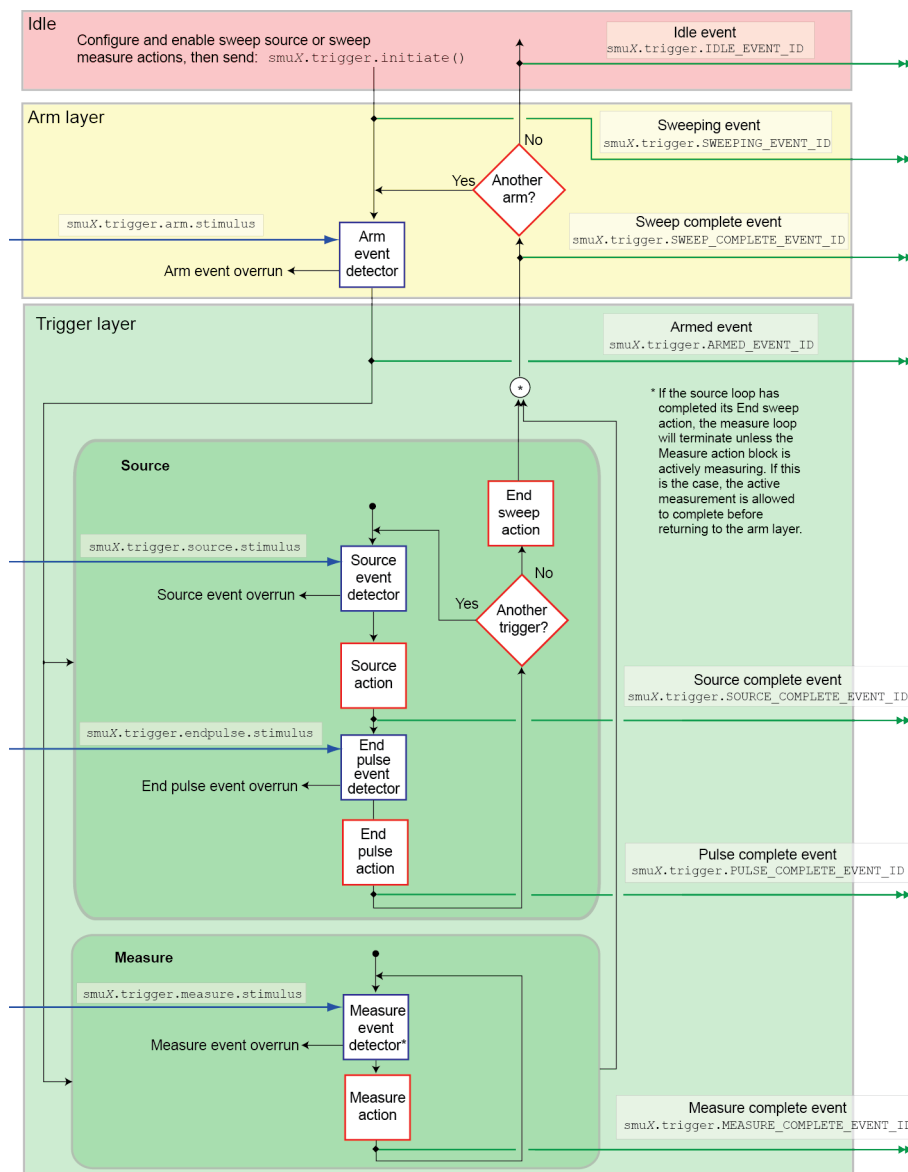 Idle
Configure and enable sweep source or sweep
measure actions, then send: smuX.trigger.initiate()
Idle event
smuX.trigger.IDLE_EVENT_ID
Arm layer
Sweeping event
smuX.trigger.SWEEPING_EVENT_ID
No
Yes
Another
arm?
smuX.trigger.arm.stimulus
Arm
event
detector
Arm event overrun
Sweep complete event
smuX.trigger.SWEEP_COMPLETE_EVENT_ID
Trigger layer
Armed event
smuX.trigger.ARMED_EVENT_ID
*
* If the source loop has
completed its End sweep
action, the measure loop
will terminate unless the
Measure action block is
actively measuring. If this
is the case, the active
measurement is allowed
to complete before
returning to the arm layer.
Source
End
sweep
action
smuX.trigger.source.stimulus
Source
event
detector
Source event overrun
No
Yes
Another
trigger?
Source
action
Source complete event
smuX.trigger.SOURCE_COMPLETE_EVENT_ID
smuX.trigger.endpulse.stimulus
End
pulse
event
detector
End pulse event overrun
End
pulse
action
Pulse complete event
smuX.trigger.PULSE_COMPLETE_EVENT_ID
Measure
smuX.trigger.measure.stimulus
Measure
event
detector*
Measure event overrun
Measure
action
Measure complete event
smuX.trigger.MEASURE_COMPLETE_EVENT_ID